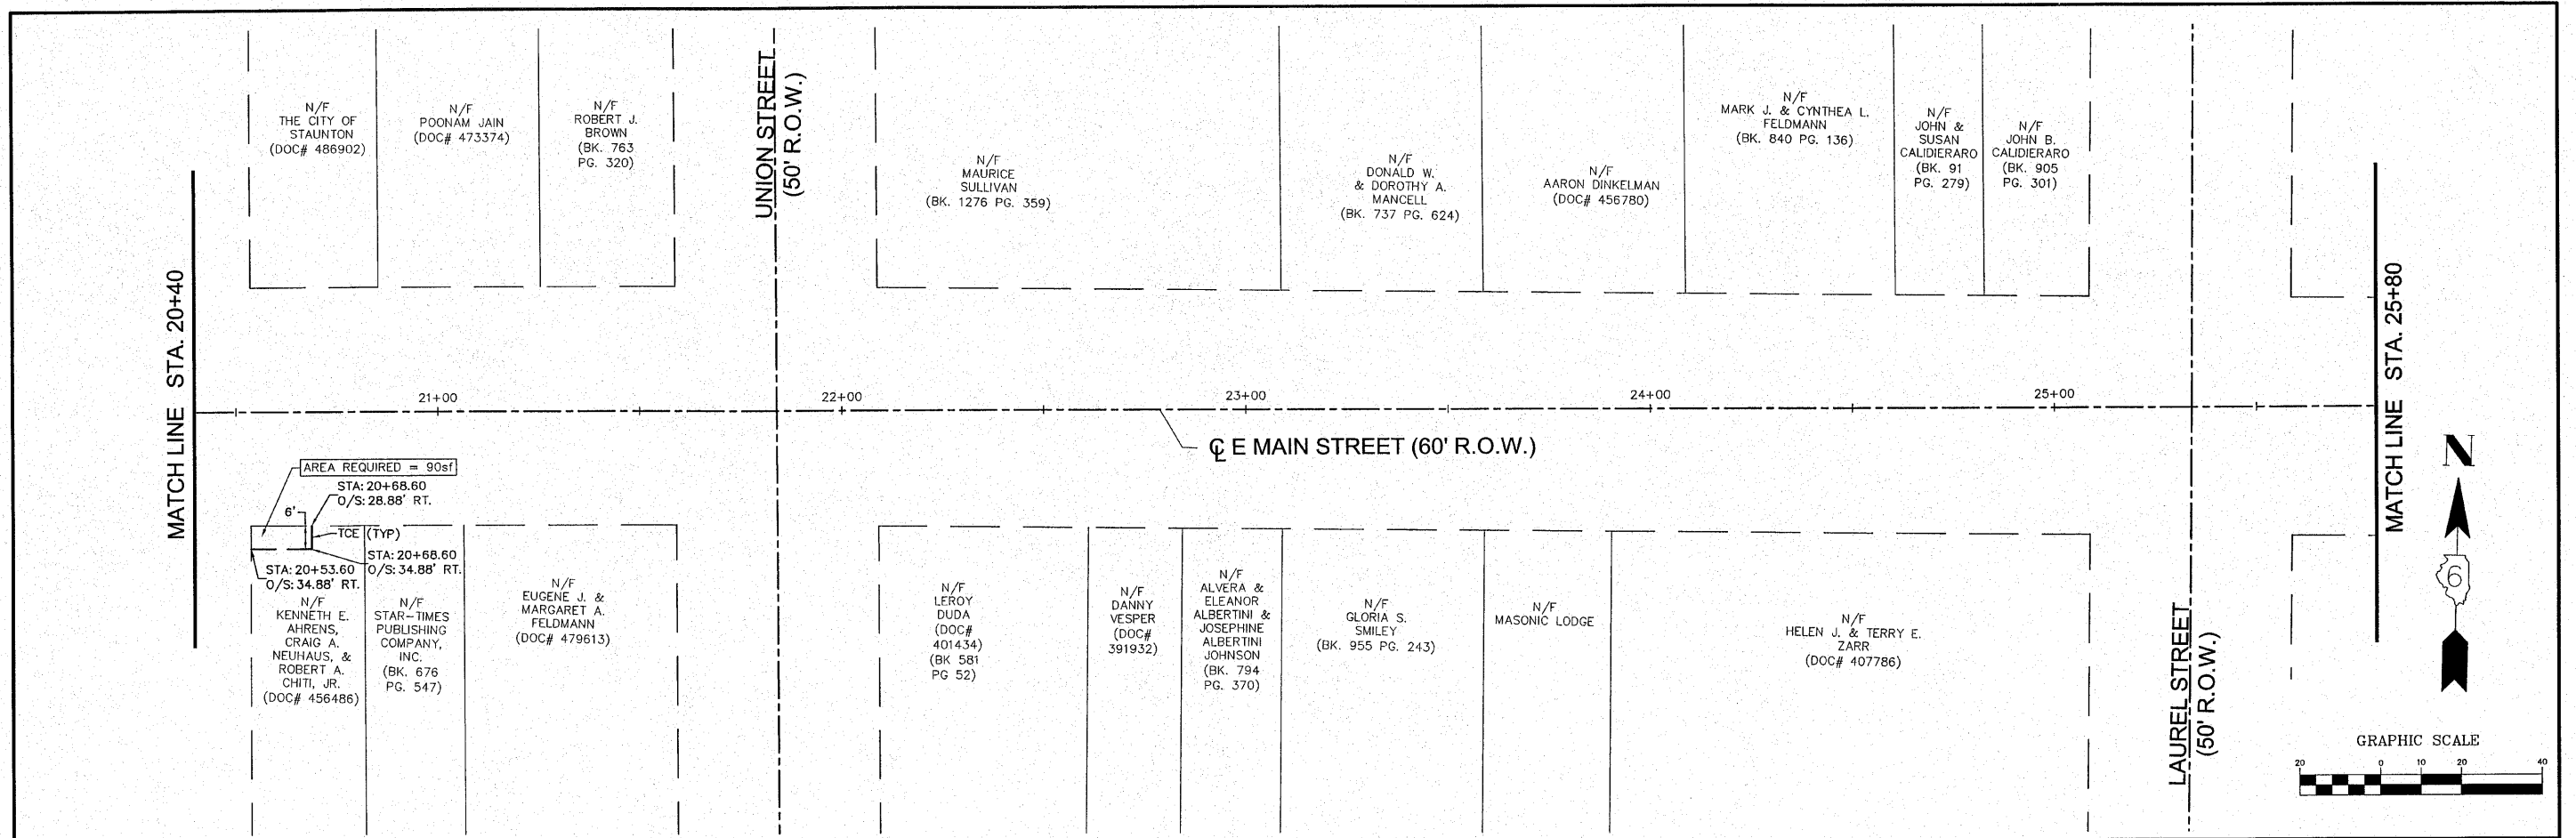 N/F
THE CITY OF
STAUNTON
(DOC# 486902)
N/F
POONAM JAIN
(DOC# 473374)
N/F
ROBERT J.
BROWN
(BK. 763
PG. 320)
UNION STREET
(50' R.O.W.)
N/F
MAURICE
SULLIVAN
(BK. 1276 PG. 359)
N/F
DONALD W.
& DOROTHY A.
MANCELL
(BK. 737 PG. 624)
N/F
AARON DINKELMAN
(DOC# 456780)
N/F
MARK J. & CYNTHEA L.
FELDMANN
(BK. 840 PG. 136)
N/F
JOHN &
SUSAN
CALIDIERARO
(BK. 91
PG. 279)
N/F
JOHN B.
CALIDIERARO
(BK. 905
PG. 301)
MATCH LINE STA. 20+40
21+00
22+00
23+00
24+00
25+00
℄ E MAIN STREET (60' R.O.W.)
MATCH LINE STA. 25+80
AREA REQUIRED = 90sf
STA: 20+68.60
O/S: 28.88' RT.
6'
TCE (TYP)
STA: 20+68.60
O/S: 34.88' RT.
STA: 20+53.60
O/S: 34.88' RT.
N/F
KENNETH E.
AHRENS,
CRAIG A.
NEUHAUS, &
ROBERT A.
CHITI, JR.
(DOC# 456486)
N/F
STAR-TIMES
PUBLISHING
COMPANY,
INC.
(BK. 676
PG. 547)
N/F
EUGENE J. &
MARGARET A.
FELDMANN
(DOC# 479613)
N/F
LEROY
DUDA
(DOC#
401434)
(BK 581
PG 52)
N/F
DANNY
VESPER
(DOC#
391932)
N/F
ALVERA &
ELEANOR
ALBERTINI &
JOSEPHINE
ALBERTINI
JOHNSON
(BK. 794
PG. 370)
N/F
GLORIA S.
SMILEY
(BK. 955 PG. 243)
N/F
MASONIC LODGE
N/F
HELEN J. & TERRY E.
ZARR
(DOC# 407786)
LAUREL STREET
(50' R.O.W.)
N
6
GRAPHIC SCALE
20 0 10 20 40